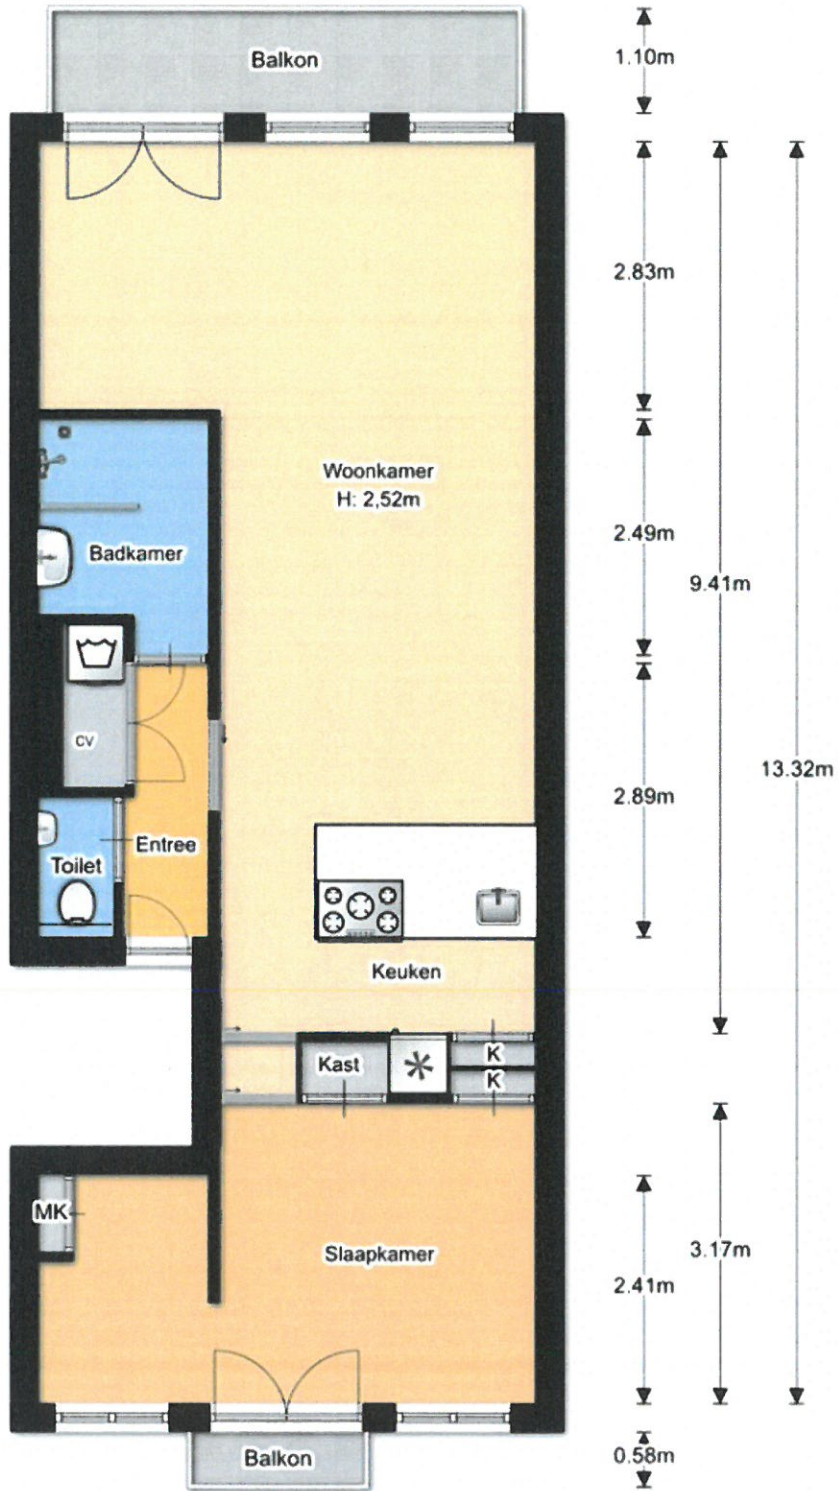 Balkon
1.10m
2.83m
Woonkamer
H: 2,52m
2.49m
Badkamer
9.41m
CV
13.32m
2.89m
Entree
Toilet
Keuken
K
Kast
K
MK
Slaapkamer
3.17m
2.41m
Balkon
0.58m